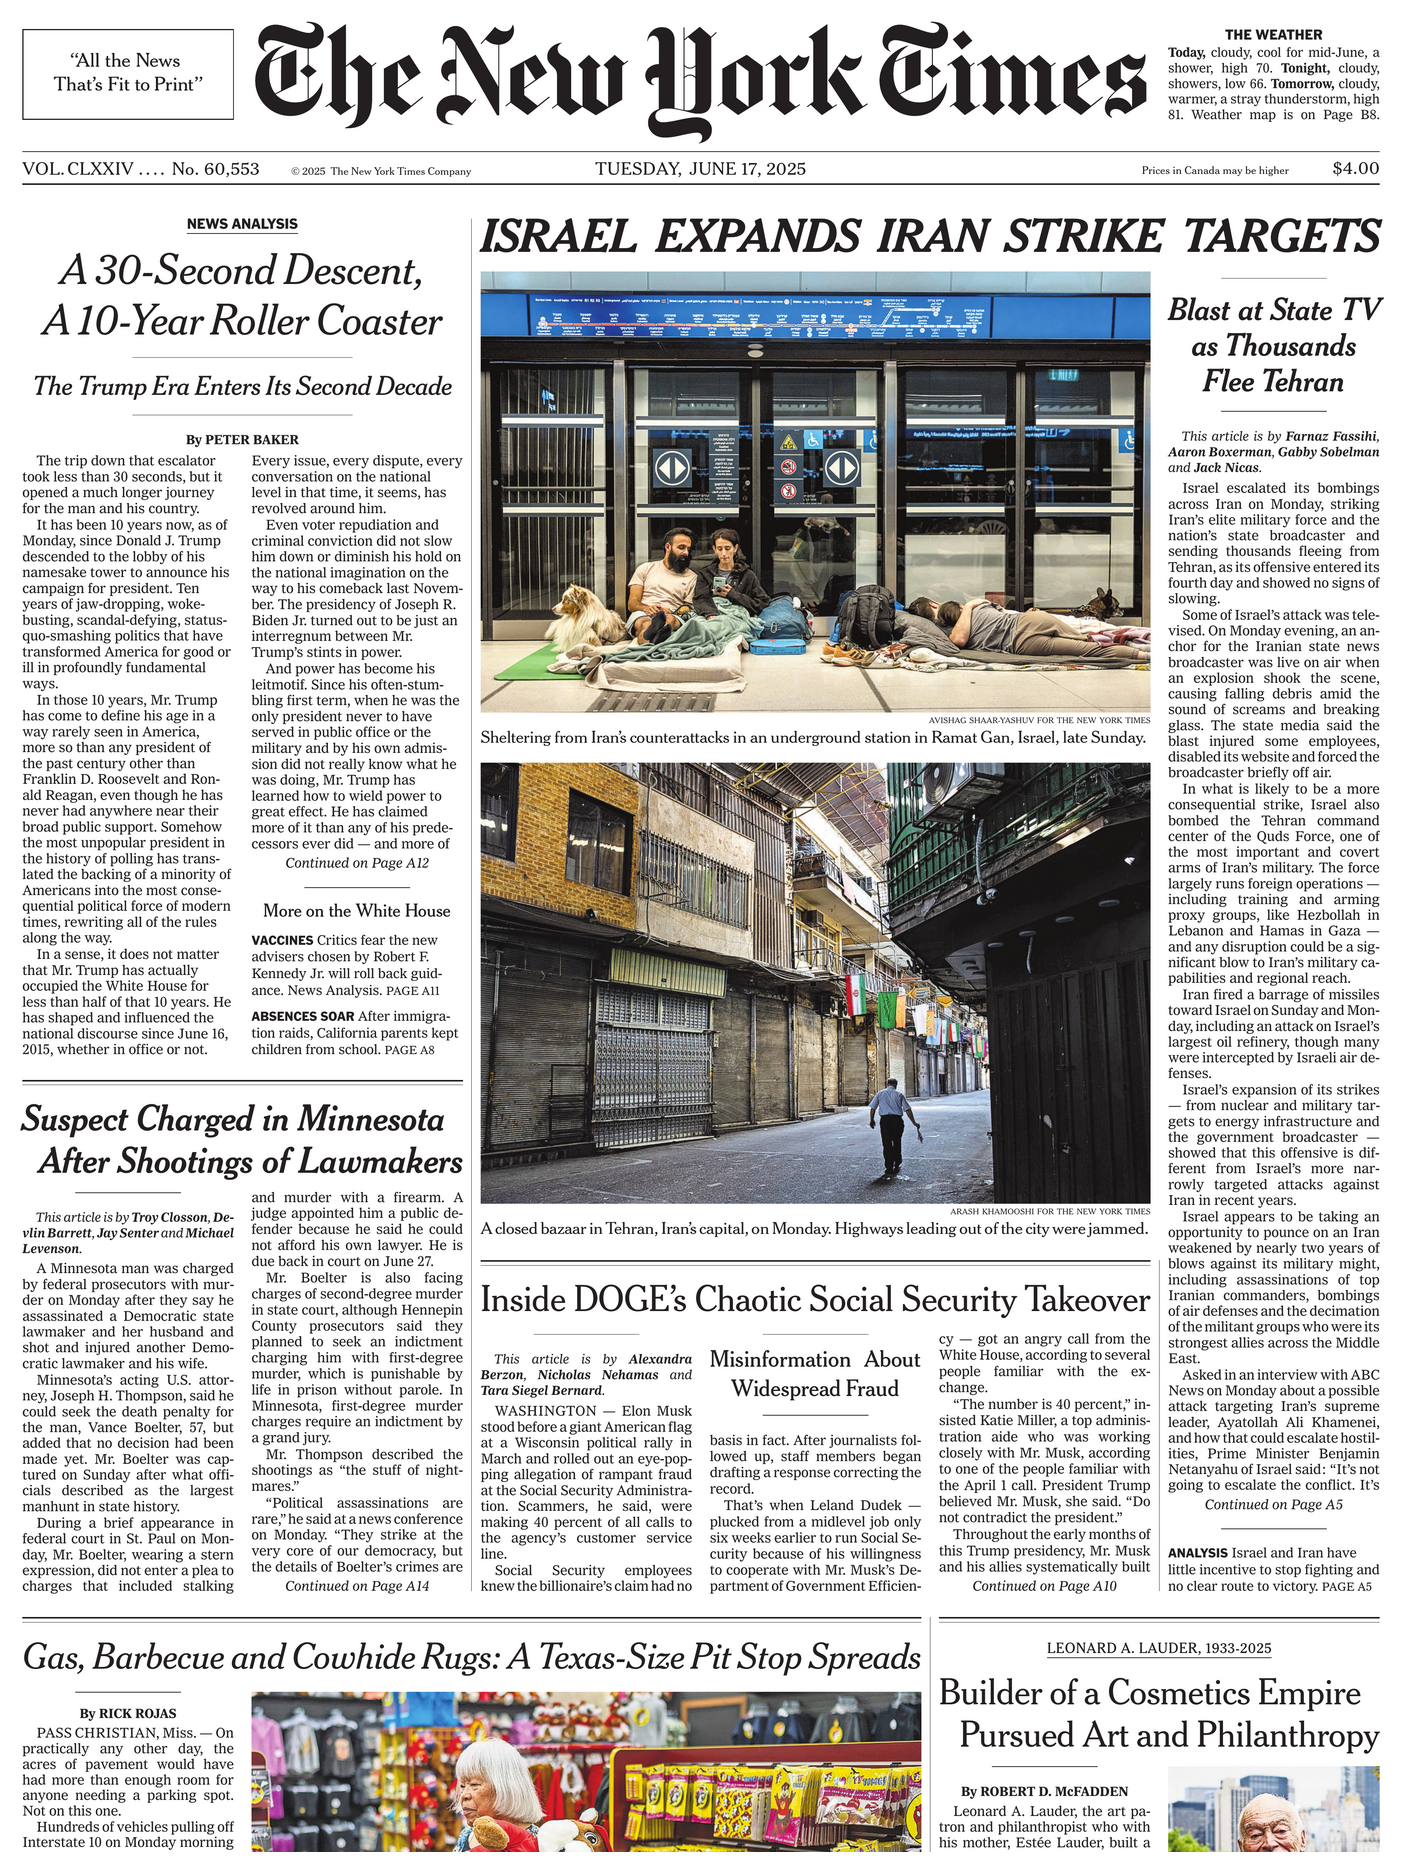 “All the News
That’s Fit to Print”
The New York Times
THE WEATHER
Today, cloudy, cool for mid-June, a
shower, high 70. Tonight, cloudy,
showers, low 66. Tomorrow, cloudy,
warmer, a stray thunderstorm, high
81. Weather map is on Page B8.
VOL. CLXXIV .... No. 60,553
© 2025 The New York Times Company
TUESDAY, JUNE 17, 2025
Prices in Canada may be higher
$4.00
NEWS ANALYSIS
A 30-Second Descent,
A 10-Year Roller Coaster
The Trump Era Enters Its Second Decade
By PETER BAKER
The trip down that escalator
took less than 30 seconds, but it
opened a much longer journey
for the man and his country.
It has been 10 years now, as of
Monday, since Donald J. Trump
descended to the lobby of his
namesake tower to announce his
campaign for president. Ten
years of jaw-dropping, woke-
busting, scandal-defying, status-
quo-smashing politics that have
transformed America for good or
ill in profoundly fundamental
ways.
In those 10 years, Mr. Trump
has come to define his age in a
way rarely seen in America,
more so than any president of
the past century other than
Franklin D. Roosevelt and Ron-
ald Reagan, even though he has
never had anywhere near their
broad public support. Somehow
the most unpopular president in
the history of polling has trans-
lated the backing of a minority of
Americans into the most conse-
quential political force of modern
times, rewriting all of the rules
along the way.
In a sense, it does not matter
that Mr. Trump has actually
occupied the White House for
less than half of that 10 years. He
has shaped and influenced the
national discourse since June 16,
2015, whether in office or not.
Every issue, every dispute, every
conversation on the national
level in that time, it seems, has
revolved around him.
Even voter repudiation and
criminal conviction did not slow
him down or diminish his hold on
the national imagination on the
way to his comeback last Novem-
ber. The presidency of Joseph R.
Biden Jr. turned out to be just an
interregnum between Mr.
Trump’s stints in power.
And power has become his
leitmotif. Since his often-stum-
bling first term, when he was the
only president never to have
served in public office or the
military and by his own admis-
sion did not really know what he
was doing, Mr. Trump has
learned how to wield power to
great effect. He has claimed
more of it than any of his prede-
cessors ever did — and more of
Continued on Page A12
More on the White House
VACCINES Critics fear the new
advisers chosen by Robert F.
Kennedy Jr. will roll back guid-
ance. News Analysis. PAGE A11
ABSENCES SOAR After immigra-
tion raids, California parents kept
children from school. PAGE A8
ISRAEL EXPANDS IRAN STRIKE TARGETS
AVISHAG SHAAR-YASHUV FOR THE NEW YORK TIMES
Sheltering from Iran’s counterattacks in an underground station in Ramat Gan, Israel, late Sunday.
ARASH KHAMOOSHI FOR THE NEW YORK TIMES
A closed bazaar in Tehran, Iran’s capital, on Monday. Highways leading out of the city were jammed.
Blast at State TV
as Thousands
Flee Tehran
This article is by Farnaz Fassihi,
Aaron Boxerman, Gabby Sobelman
and Jack Nicas.
Israel escalated its bombings
across Iran on Monday, striking
Iran’s elite military force and the
nation’s state broadcaster and
sending thousands fleeing from
Tehran, as its offensive entered its
fourth day and showed no signs of
slowing.
Some of Israel’s attack was tele-
vised. On Monday evening, an an-
chor for the Iranian state news
broadcaster was live on air when
an explosion shook the scene,
causing falling debris amid the
sound of screams and breaking
glass. The state media said the
blast injured some employees,
disabled its website and forced the
broadcaster briefly off air.
In what is likely to be a more
consequential strike, Israel also
bombed the Tehran command
center of the Quds Force, one of
the most important and covert
arms of Iran’s military. The force
largely runs foreign operations —
including training and arming
proxy groups, like Hezbollah in
Lebanon and Hamas in Gaza —
and any disruption could be a sig-
nificant blow to Iran’s military ca-
pabilities and regional reach.
Iran fired a barrage of missiles
toward Israel on Sunday and Mon-
day, including an attack on Israel’s
largest oil refinery, though many
were intercepted by Israeli air de-
fenses.
Israel’s expansion of its strikes
— from nuclear and military tar-
gets to energy infrastructure and
the government broadcaster —
showed that this offensive is dif-
ferent from Israel’s more nar-
rowly targeted attacks against
Iran in recent years.
Israel appears to be taking an
opportunity to pounce on an Iran
weakened by nearly two years of
blows against its military might,
including assassinations of top
Iranian commanders, bombings
of air defenses and the decimation
of the militant groups who were its
strongest allies across the Middle
East.
Asked in an interview with ABC
News on Monday about a possible
attack targeting Iran’s supreme
leader, Ayatollah Ali Khamenei,
and how that could escalate hostil-
ities, Prime Minister Benjamin
Netanyahu of Israel said: “It’s not
going to escalate the conflict. It’s
Continued on Page A5
ANALYSIS Israel and Iran have
little incentive to stop fighting and
no clear route to victory. PAGE A5
Suspect Charged in Minnesota
After Shootings of Lawmakers
This article is by Troy Closson, De-
vlin Barrett, Jay Senter and Michael
Levenson.
A Minnesota man was charged
by federal prosecutors with mur-
der on Monday after they say he
assassinated a Democratic state
lawmaker and her husband and
shot and injured another Demo-
cratic lawmaker and his wife.
Minnesota’s acting U.S. attor-
ney, Joseph H. Thompson, said he
could seek the death penalty for
the man, Vance Boelter, 57, but
added that no decision had been
made yet. Mr. Boelter was cap-
tured on Sunday after what offi-
cials described as the largest
manhunt in state history.
During a brief appearance in
federal court in St. Paul on Mon-
day, Mr. Boelter, wearing a stern
expression, did not enter a plea to
charges that included stalking
and murder with a firearm. A
judge appointed him a public de-
fender because he said he could
not afford his own lawyer. He is
due back in court on June 27.
Mr. Boelter is also facing
charges of second-degree murder
in state court, although Hennepin
County prosecutors said they
planned to seek an indictment
charging him with first-degree
murder, which is punishable by
life in prison without parole. In
Minnesota, first-degree murder
charges require an indictment by
a grand jury.
Mr. Thompson described the
shootings as “the stuff of night-
mares.”
“Political assassinations are
rare,” he said at a news conference
on Monday. “They strike at the
very core of our democracy, but
the details of Boelter’s crimes are
Continued on Page A14
Inside DOGE’s Chaotic Social Security Takeover
This article is by Alexandra
Berzon, Nicholas Nehamas and
Tara Siegel Bernard.
WASHINGTON — Elon Musk
stood before a giant American flag
at a Wisconsin political rally in
March and rolled out an eye-pop-
ping allegation of rampant fraud
at the Social Security Administra-
tion. Scammers, he said, were
making 40 percent of all calls to
the agency’s customer service
line.
Social Security employees
knew the billionaire’s claim had no
Misinformation About
Widespread Fraud
basis in fact. After journalists fol-
lowed up, staff members began
drafting a response correcting the
record.
That’s when Leland Dudek —
plucked from a midlevel job only
six weeks earlier to run Social Se-
curity because of his willingness
to cooperate with Mr. Musk’s De-
partment of Government Efficien-
cy — got an angry call from the
White House, according to several
people familiar with the ex-
change.
“The number is 40 percent,” in-
sisted Katie Miller, a top adminis-
tration aide who was working
closely with Mr. Musk, according
to one of the people familiar with
the April 1 call. President Trump
believed Mr. Musk, she said. “Do
not contradict the president.”
Throughout the early months of
this Trump presidency, Mr. Musk
and his allies systematically built
Continued on Page A10
Gas, Barbecue and Cowhide Rugs: A Texas-Size Pit Stop Spreads
By RICK ROJAS
PASS CHRISTIAN, Miss. — On
practically any other day, the
acres of pavement would have
had more than enough room for
anyone needing a parking spot.
Not on this one.
Hundreds of vehicles pulling off
Interstate 10 on Monday morning
LEONARD A. LAUDER, 1933-2025
Builder of a Cosmetics Empire
Pursued Art and Philanthropy
By ROBERT D. McFADDEN
Leonard A. Lauder, the art pa-
tron and philanthropist who with
his mother, Estée Lauder, built a